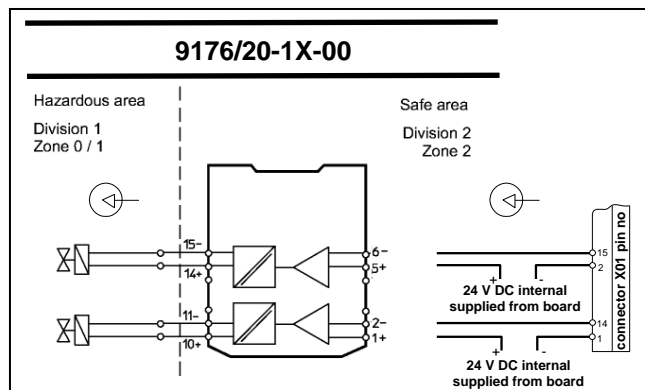 9176/20-1X-00
Hazardous area
Safe area
Division 1
Zone 0 / 1
Division 2
Zone 2
15-
14+
6-
5+
11-
10+
2-
1+
15
2
+ -
24 V DC internal
supplied from board
14
1
+ -
24 V DC internal
supplied from board
connector X01 pin no